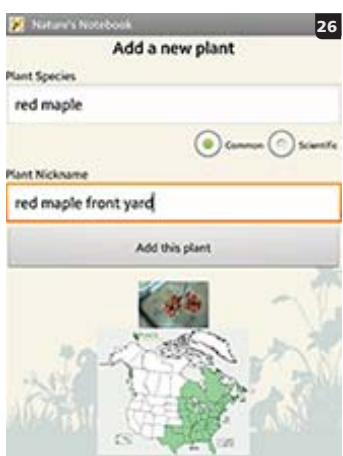 Nature's Notebook
26
Add a new plant
Plant Species
red maple
Common
Scientific
Plant Nickname
red maple front yard
Add this plant